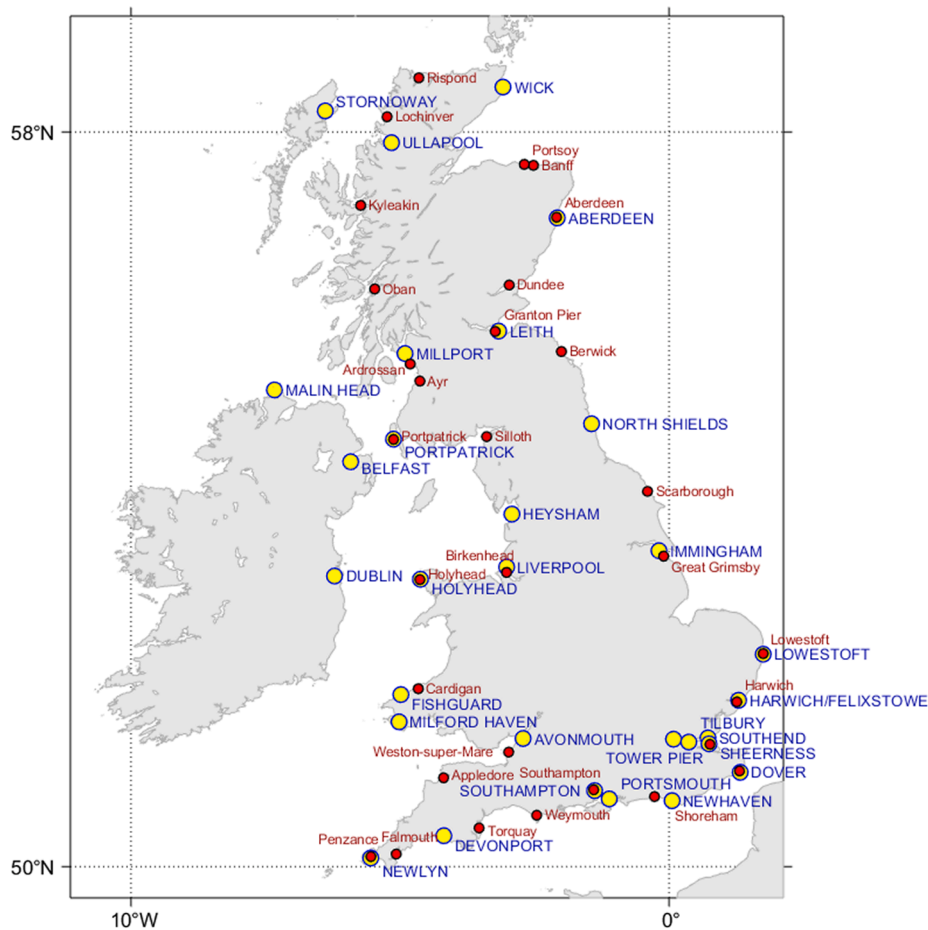 Rispond
WICK
STORNOWAY
Lochinver
58°N
ULLAPOOL
Portsoy
Banff
Kyleakin
Aberdeen
ABERDEEN
Oban
Dundee
Granton Pier
LEITH
MILLPORT
Berwick
Ardrossan
Ayr
MALIN HEAD
NORTH SHIELDS
Portpatrick
Silloth
PORTPATRICK
BELFAST
Scarborough
HEYSHAM
Birkenhead
IMMINGHAM
LIVERPOOL
Great Grimsby
DUBLIN
Holyhead
HOLYHEAD
Lowestoft
LOWESTOFT
Harwich
Cardigan
HARWICH/FELIXSTOWE
FISHGUARD
MILFORD HAVEN
TILBURY
AVONMOUTH
SOUTHEND
Weston-super-Mare
SHEERNESS
TOWER PIER
Appledore
Southampton
DOVER
SOUTHAMPTON
PORTSMOUTH
NEWHAVEN
Weymouth
Shoreham
Torquay
Penzance
Falmouth
DEVONPORT
50°N
NEWLYN
10°W
0°